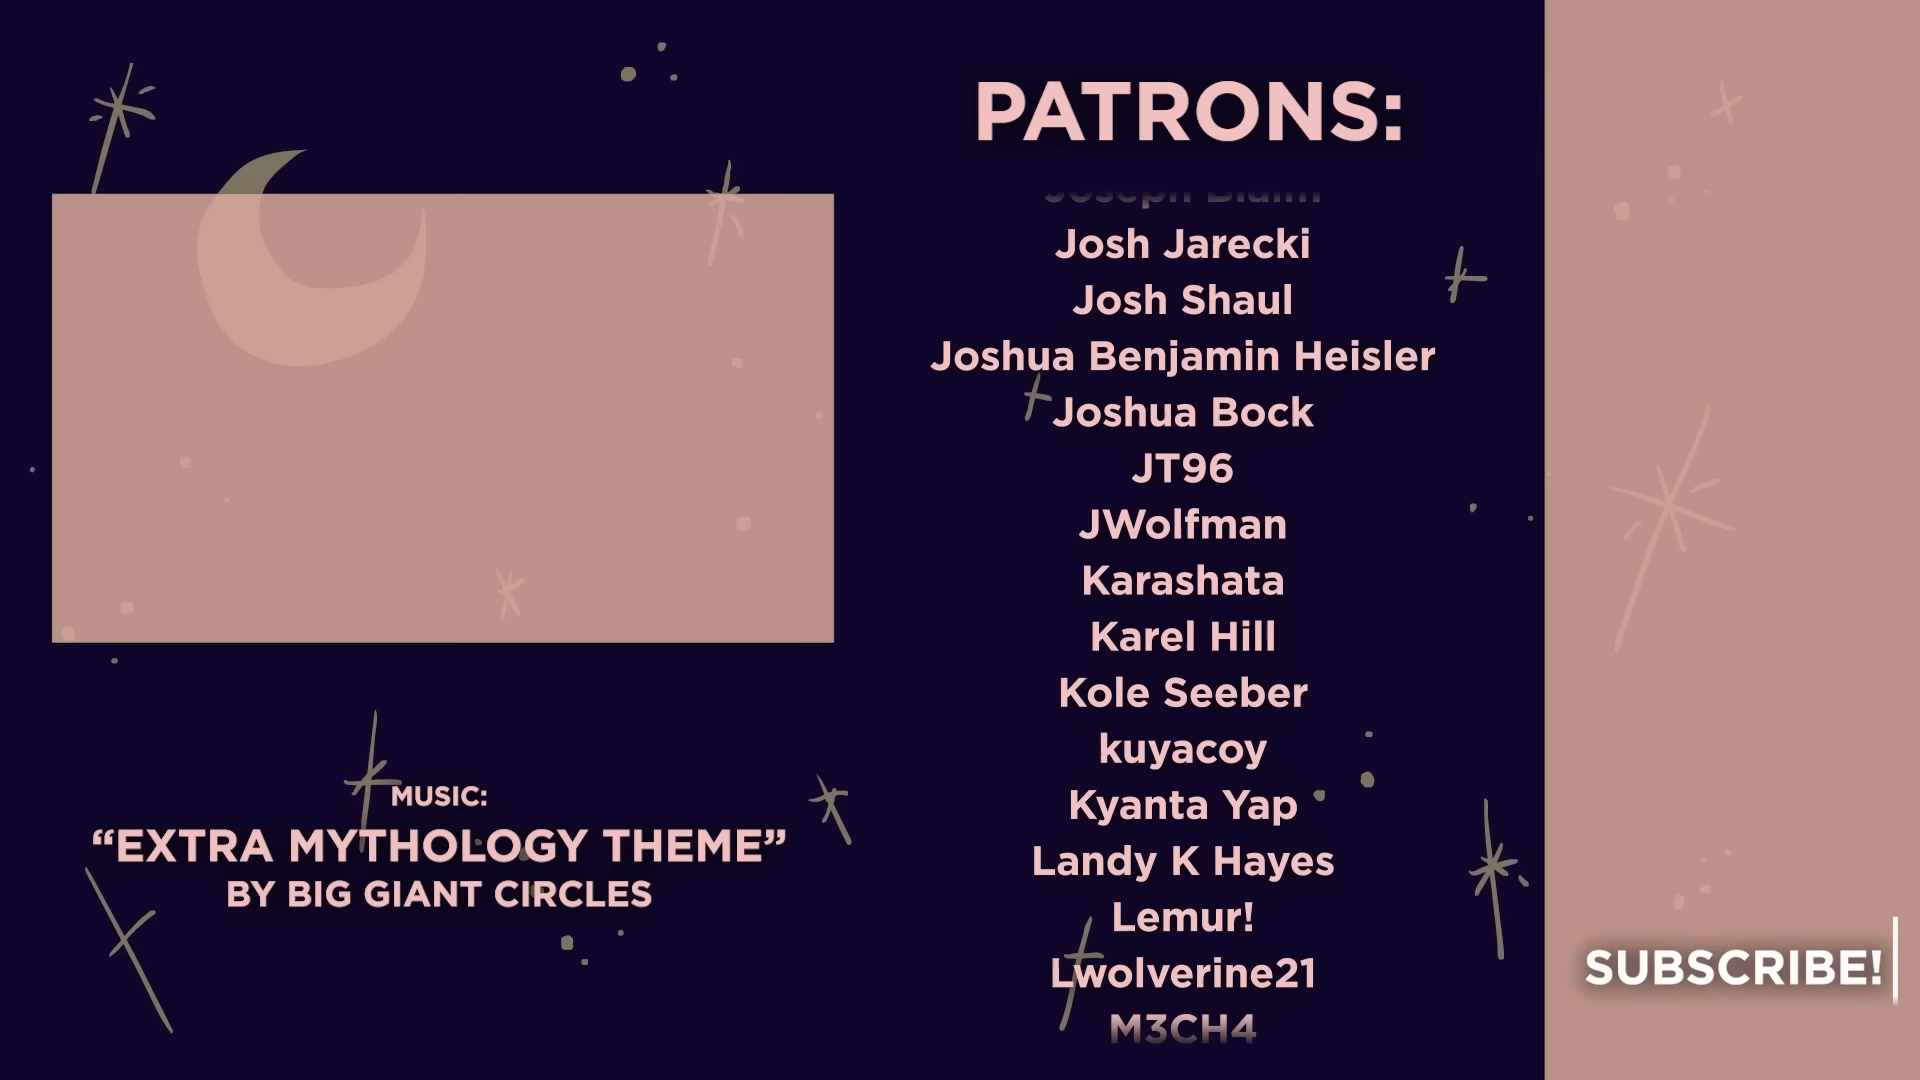 PATRONS:
Joseph
Josh Jarecki
Josh Shaul
Joshua Benjamin Heisler
Joshua Bock
JT96
JWolfman
Karashata
Karel Hill
Kole Seeber
kuyacoy
Kyanta Yap
Landy K Hayes
Lemur!
Lwolverine21
M3CH4
MUSIC:
“EXTRA MYTHOLOGY THEME”
BY BIG GIANT CIRCLES
SUBSCRIBE!